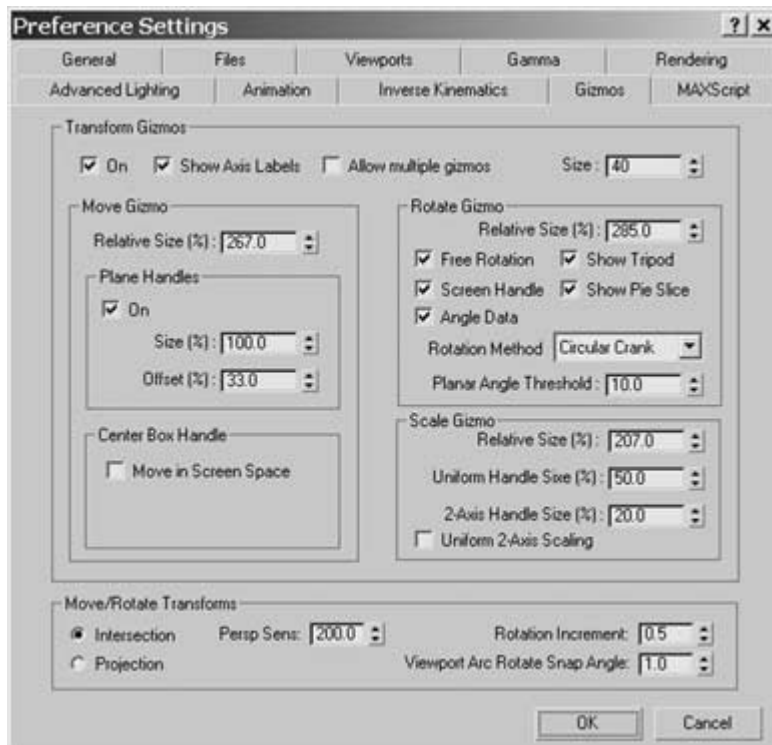 Preference Settings
General Files Viewports Gamma Rendering
Advanced Lighting Animation Inverse Kinematics Gizmos MAXScript
Transform Gizmos
On Show Axis Labels Allow multiple gizmos Size : 40
Move Gizmo
Relative Size (%) : 267.0
Plane Handles
On
Size (%) : 100.0
Offset (%) : 33.0
Center Box Handle
Move in Screen Space
Rotate Gizmo
Relative Size (%) : 285.0
Free Rotation Show Tripod
Screen Handle Show Pie Slice
Angle Data
Rotation Method Circular Crank
Planar Angle Threshold : 10.0
Scale Gizmo
Relative Size (%) : 207.0
Uniform Handle Sixe (%) : 50.0
2-Axis Handle Size (%) : 20.0
Uniform 2-Axis Scaling
Move/Rotate Transforms
Intersection Persp Sens: 200.0 Rotation Increment: 0.5
Projection Viewport Arc Rotate Snap Angle: 1.0
OK Cancel